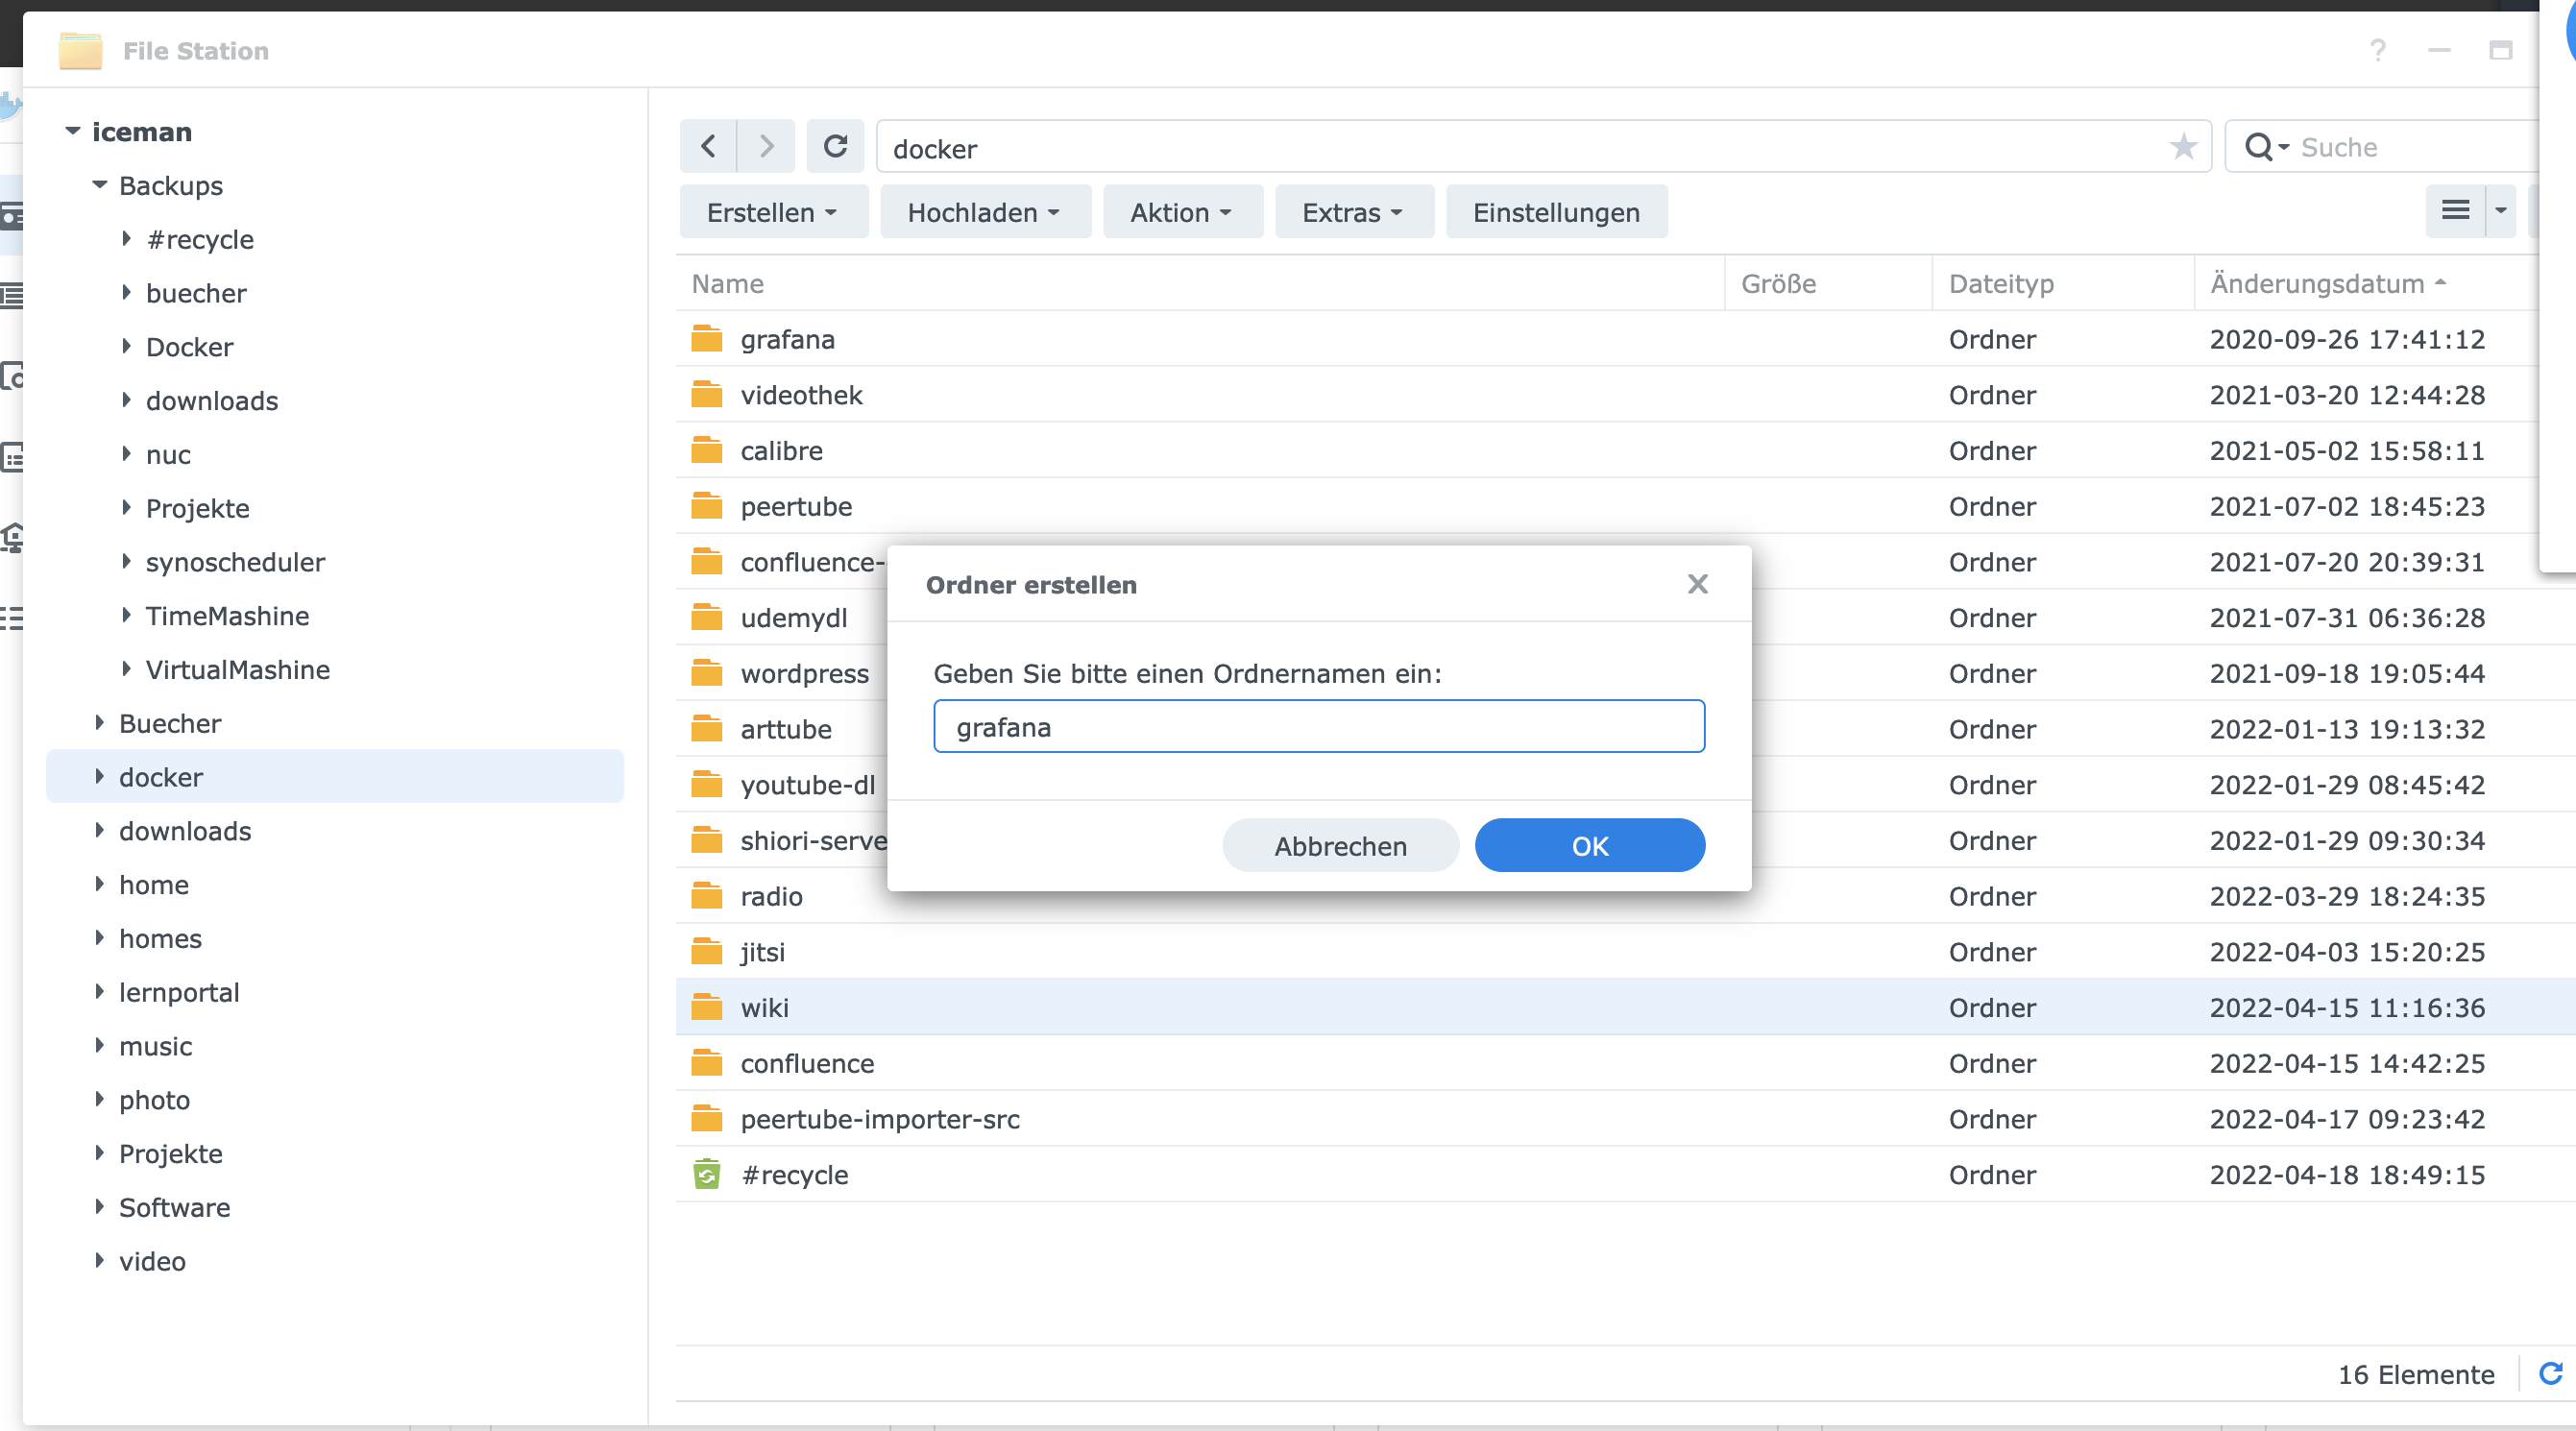 File Station
iceman
Backups
#recycle
buecher
Docker
downloads
nuc
Projekte
synoscheduler
TimeMashine
VirtualMashine
Buecher
docker
downloads
home
homes
lernportal
music
photo
Projekte
Software
video
docker
Suche
Erstellen Hochladen Aktion Extras Einstellungen
Name Größe Dateityp Änderungsdatum
grafana Ordner 2020-09-26 17:41:12
videothek Ordner 2021-03-20 12:44:28
calibre Ordner 2021-05-02 15:58:11
peertube Ordner 2021-07-02 18:45:23
confluence- Ordner 2021-07-20 20:39:31
udemydl Ordner 2021-07-31 06:36:28
wordpress Ordner 2021-09-18 19:05:44
arttube Ordner 2022-01-13 19:13:32
youtube-dl Ordner 2022-01-29 08:45:42
shiori-serve Ordner 2022-01-29 09:30:34
radio Ordner 2022-03-29 18:24:35
jitsi Ordner 2022-04-03 15:20:25
wiki Ordner 2022-04-15 11:16:36
confluence Ordner 2022-04-15 14:42:25
peertube-importer-src Ordner 2022-04-17 09:23:42
#recycle Ordner 2022-04-18 18:49:15
Ordner erstellen
Geben Sie bitte einen Ordnernamen ein:
grafana
Abbrechen OK
16 Elemente